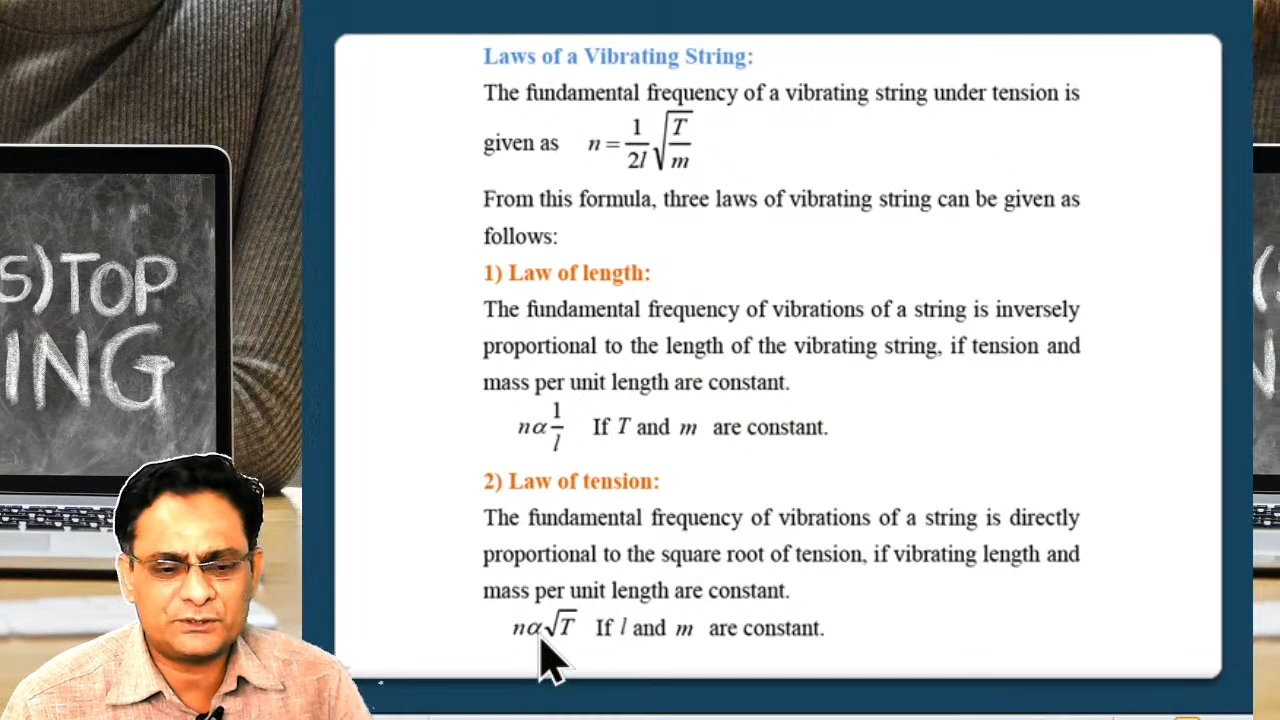 Laws of a Vibrating String:
The fundamental frequency of a vibrating string under tension is
given as n = 1/2l √T/m
From this formula, three laws of vibrating string can be given as
follows:
1) Law of length:
The fundamental frequency of vibrations of a string is inversely
proportional to the length of the vibrating string, if tension and
mass per unit length are constant.
nα 1/l If T and m are constant.
2) Law of tension:
The fundamental frequency of vibrations of a string is directly
proportional to the square root of tension, if vibrating length and
mass per unit length are constant.
nα√T If l and m are constant.
S)TOP
ING